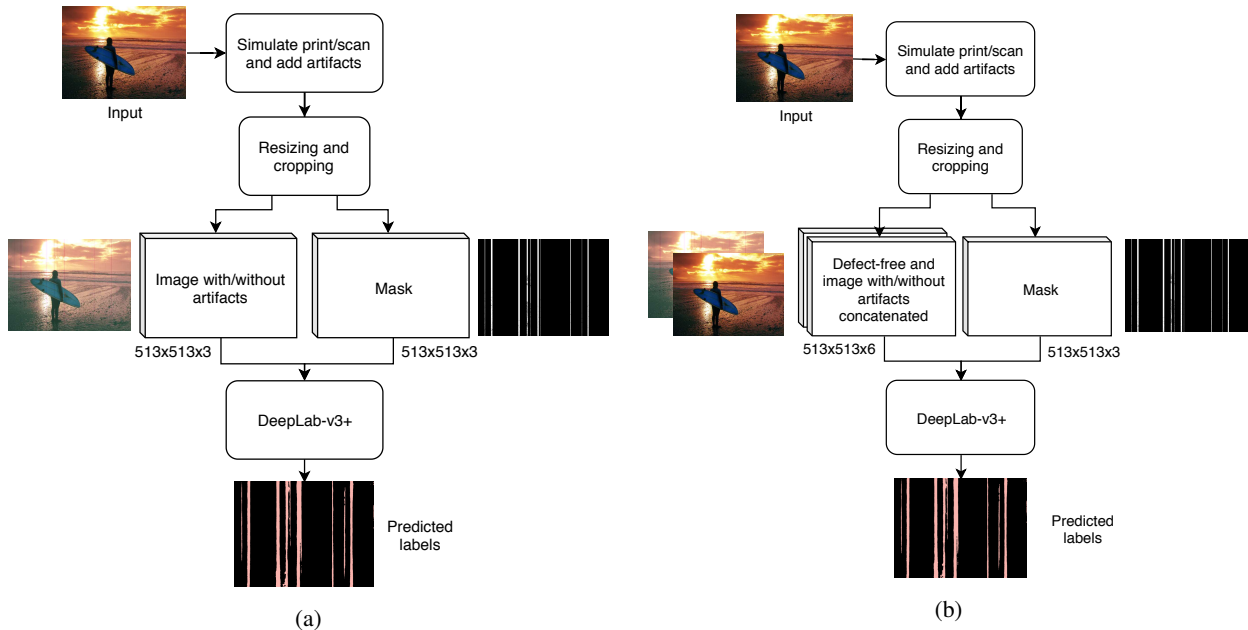 Simulate print/scan
and add artifacts
Input
Resizing and
cropping
Image with/without
artifacts
Mask
513x513x3
513x513x3
DeepLab-v3+
Predicted
labels
(a)
Simulate print/scan
and add artifacts
Input
Resizing and
cropping
Defect-free and
image with/without
artifacts
concatenated
Mask
513x513x6
513x513x3
DeepLab-v3+
Predicted
labels
(b)